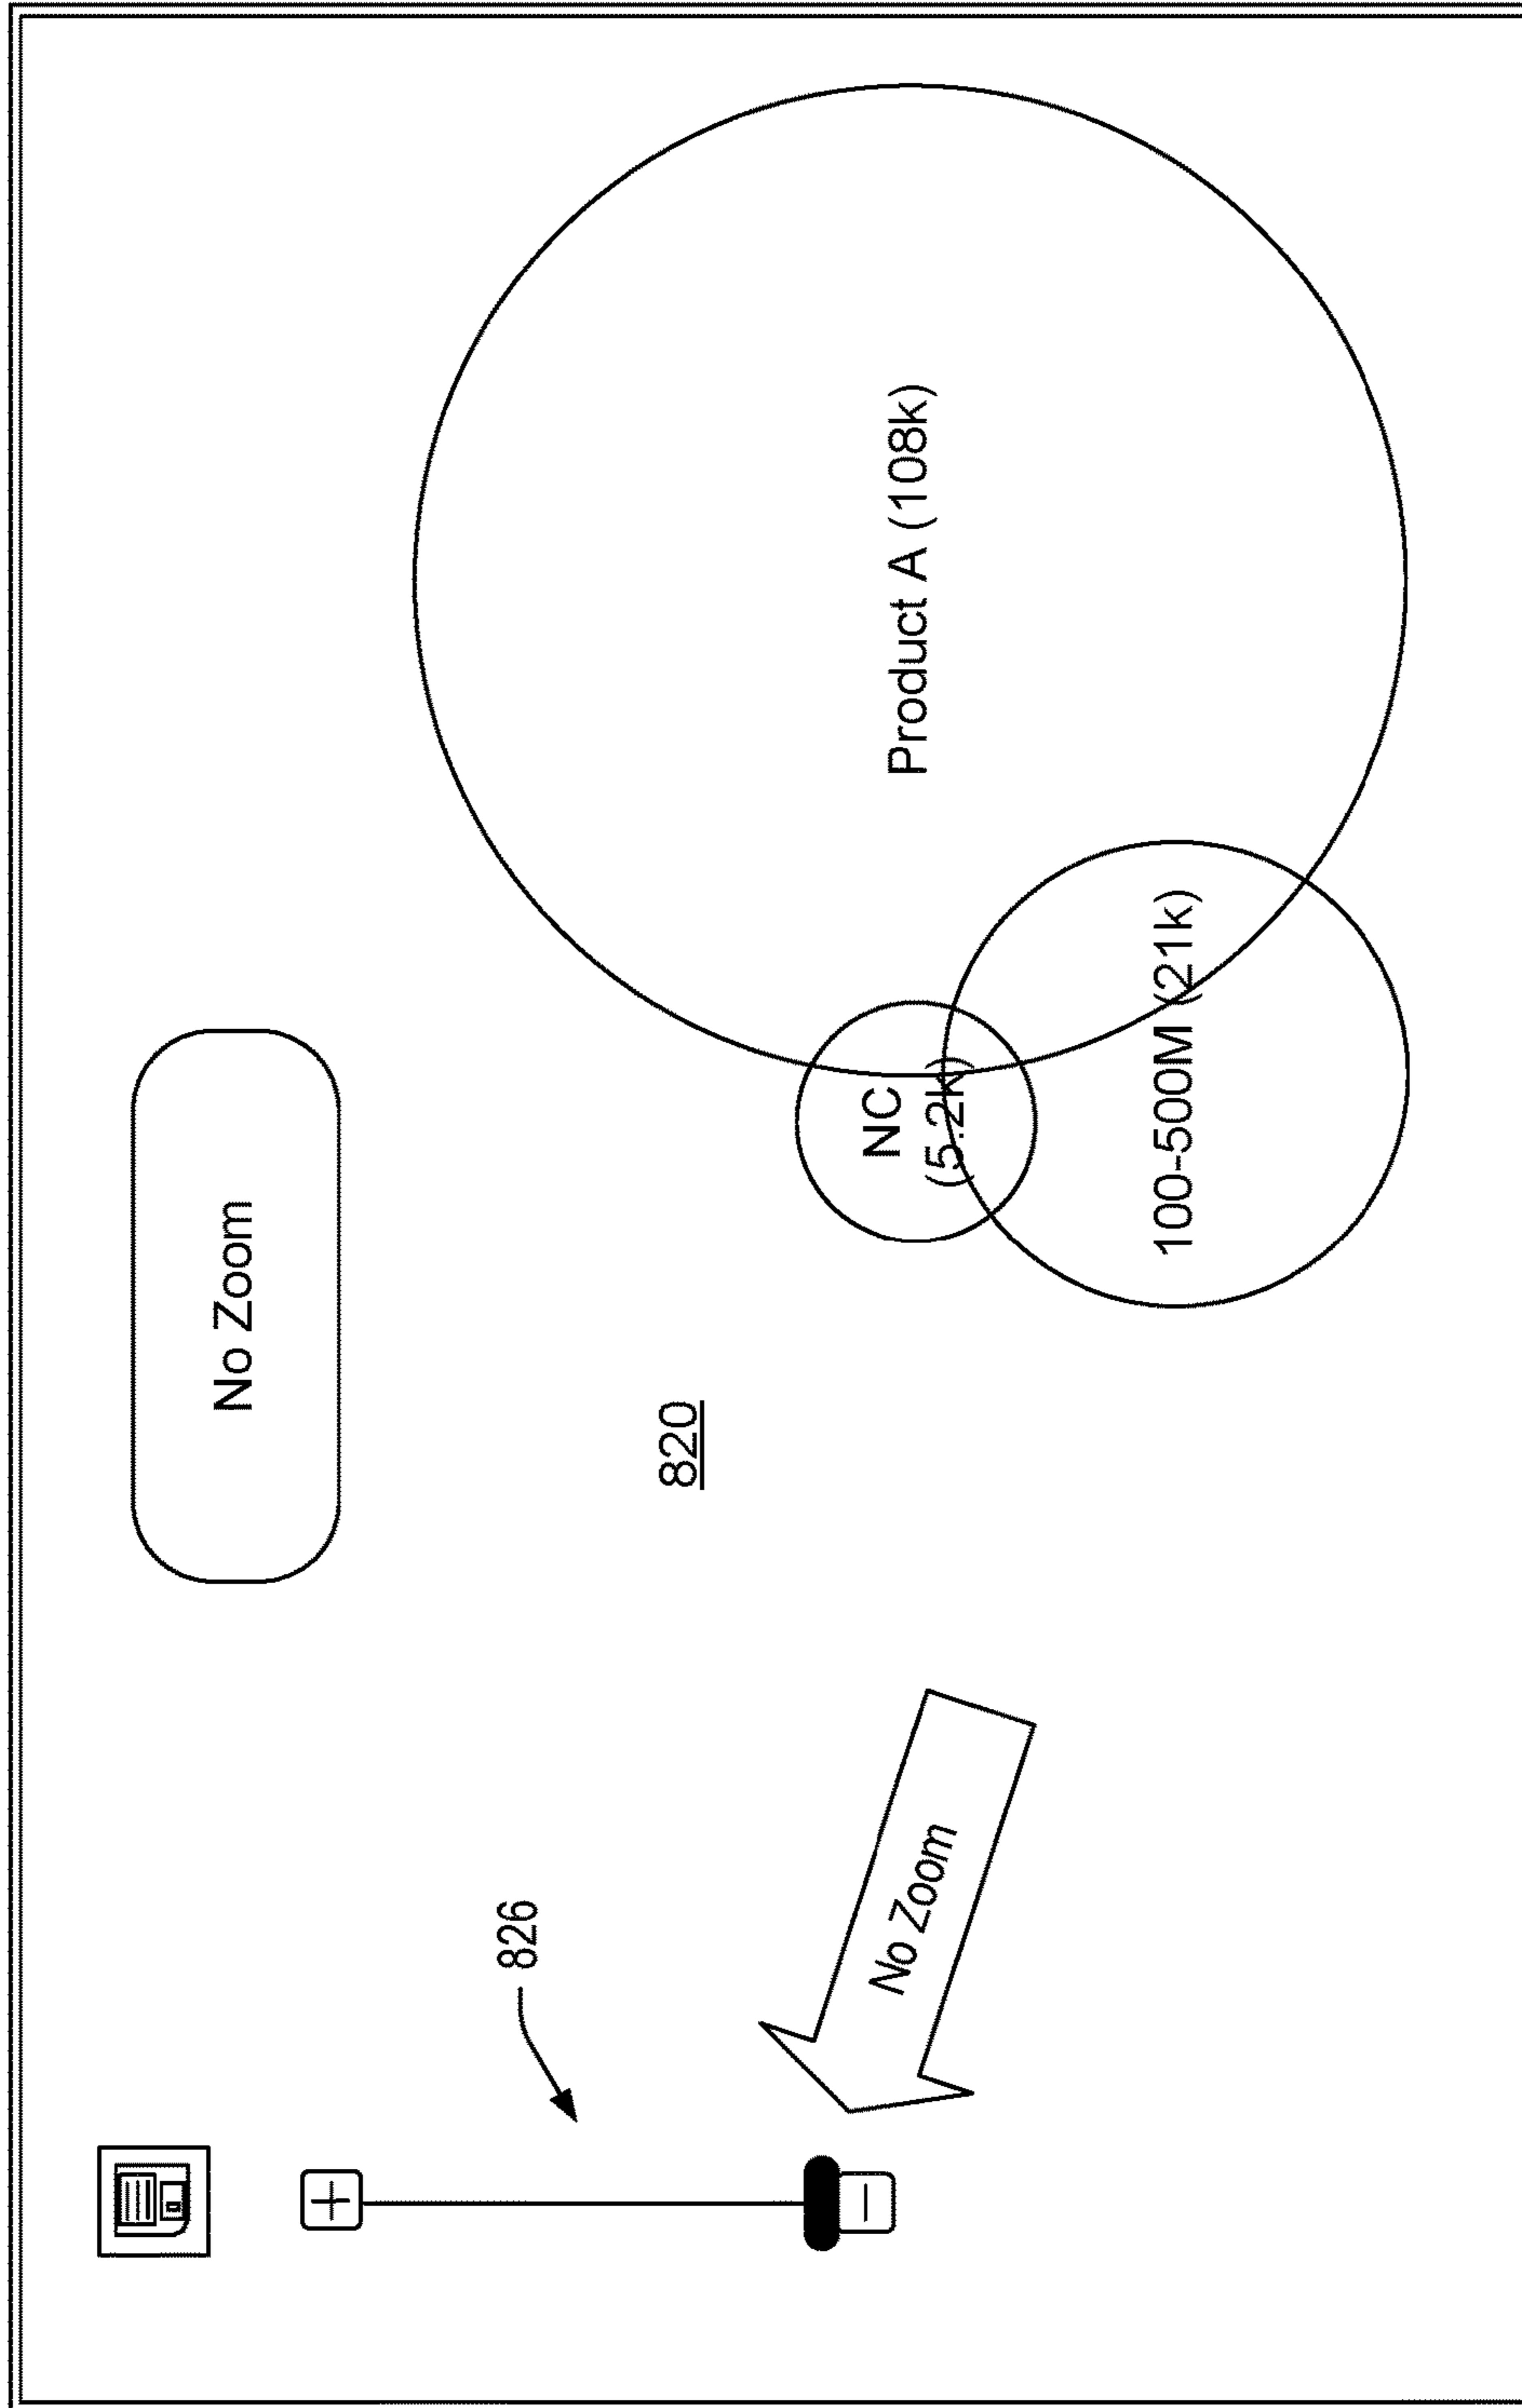 No Zoom
820
826
No Zoom
+
−
NC
(5.2k)
Product A (108k)
100-500M (21k)